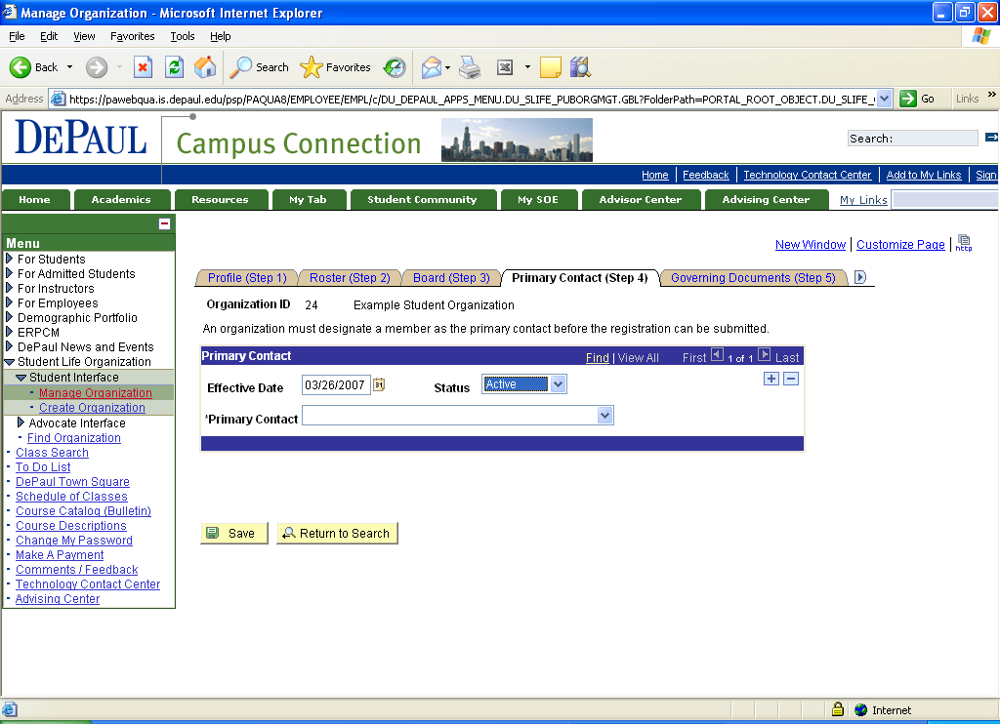 Manage Organization - Microsoft Internet Explorer
File Edit View Favorites Tools Help
Back Search Favorites
Address https://pawebqua.is.depaul.edu/psp/PAQUA8/EMPLOYEE/EMPL/c/DU_DEPAUL_APPS_MENU.DU_SLIFE_PUBORGMGT.GBL?FolderPath=PORTAL_ROOT_OBJECT.DU_SLIFE_ Go Links »
DEPAUL Campus Connection Search:
Home Feedback Technology Contact Center Add to My Links Sign
Home Academics Resources My Tab Student Community My SOE Advisor Center Advising Center My Links
Menu
For Students
For Admitted Students
For Instructors
For Employees
Demographic Portfolio
ERPCM
DePaul News and Events
Student Life Organization
Student Interface
- Manage Organization
- Create Organization
Advocate Interface
- Find Organization
- Class Search
- To Do List
- DePaul Town Square
- Schedule of Classes
- Course Catalog (Bulletin)
- Course Descriptions
- Change My Password
- Make A Payment
- Comments / Feedback
- Technology Contact Center
- Advising Center
New Window | Customize Page | http
Profile (Step 1) Roster (Step 2) Board (Step 3) Primary Contact (Step 4) Governing Documents (Step 5)
Organization ID 24 Example Student Organization
An organization must designate a member as the primary contact before the registration can be submitted.
Primary Contact Find | View All First 1 of 1 Last
Effective Date 03/26/2007 31 Status Active + -
*Primary Contact
Save Return to Search
Internet